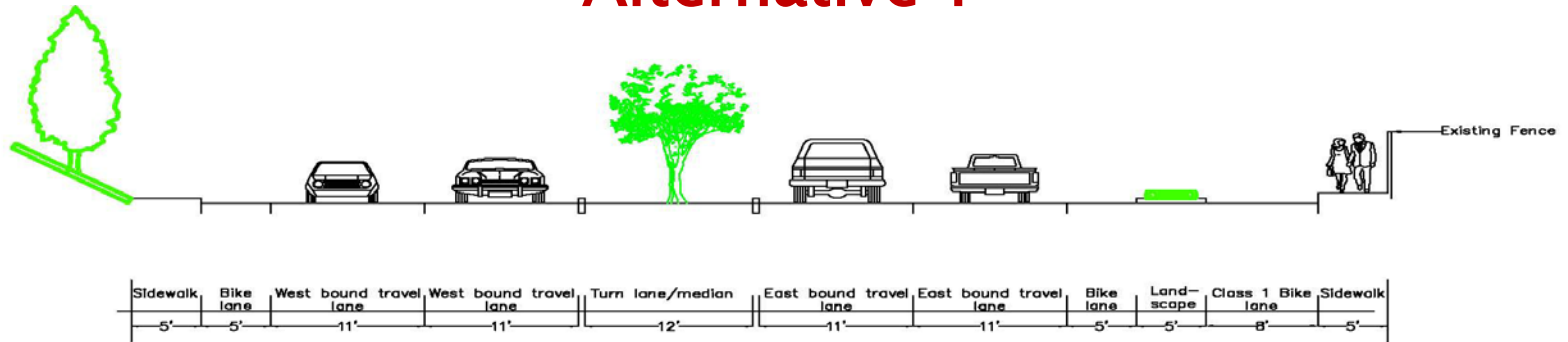 Existing Fence
Sidewalk
Bike
lane
West bound travel
lane
West bound travel
lane
Turn lane/median
East bound travel
lane
East bound travel
lane
Bike
lane
Land-
scape
Class 1 Bike
lane
Sidewalk
5'
5'
11'
11'
12'
11'
11'
5'
5'
8'
5'